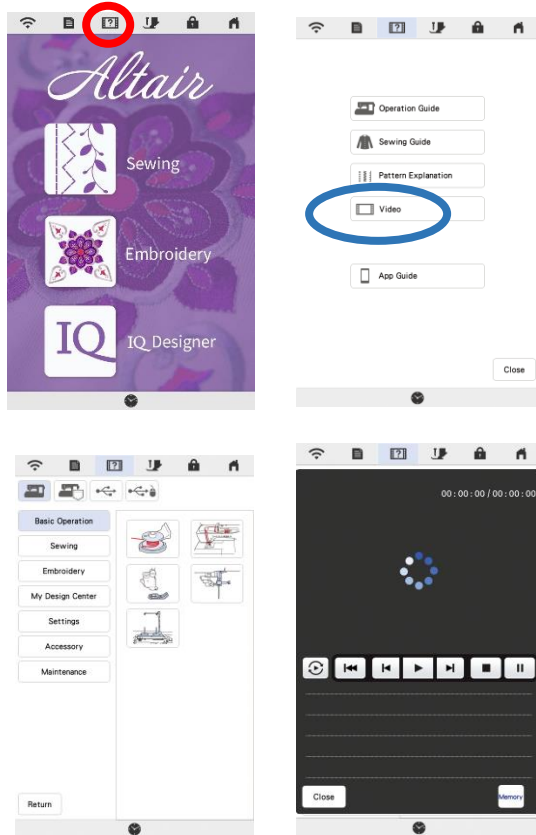 ?
Altair
Sewing
Embroidery
IQ
IQ Designer
?
Operation Guide
Sewing Guide
Pattern Explanation
Video
App Guide
Close
?
Basic Operation
Sewing
Embroidery
My Design Center
Settings
Accessory
Maintenance
Return
?
00:00:00 / 00:00:00
Close
Memory